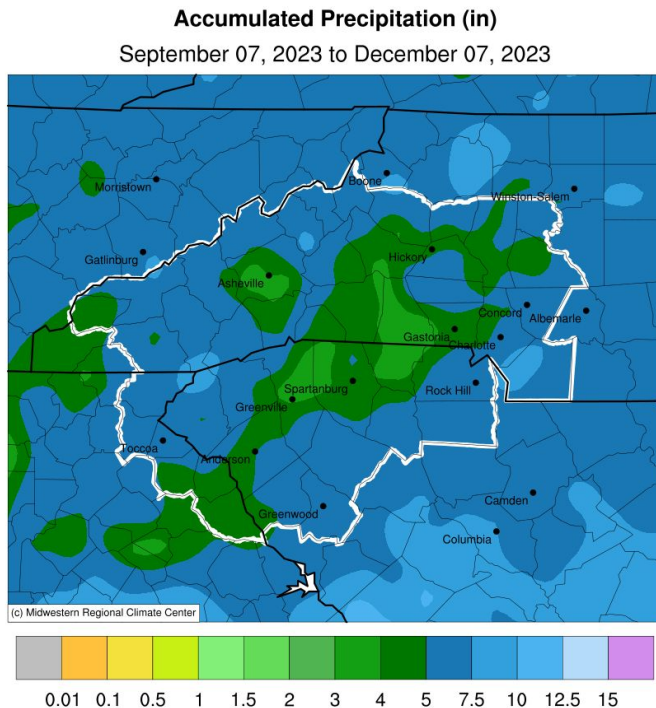 Accumulated Precipitation (in)
September 07, 2023 to December 07, 2023
Boone
Morristown
Winston-Salem
Gatlinburg
Hickory
Asheville
Concord
Albemarle
Gastonia
Charlotte
Spartanburg
Rock Hill
Greenville
Toccoa
Anderson
Camden
Greenwood
Columbia
(c) Midwestern Regional Climate Center
0.01 0.1 0.5 1 1.5 2 3 4 5 7.5 10 12.5 15